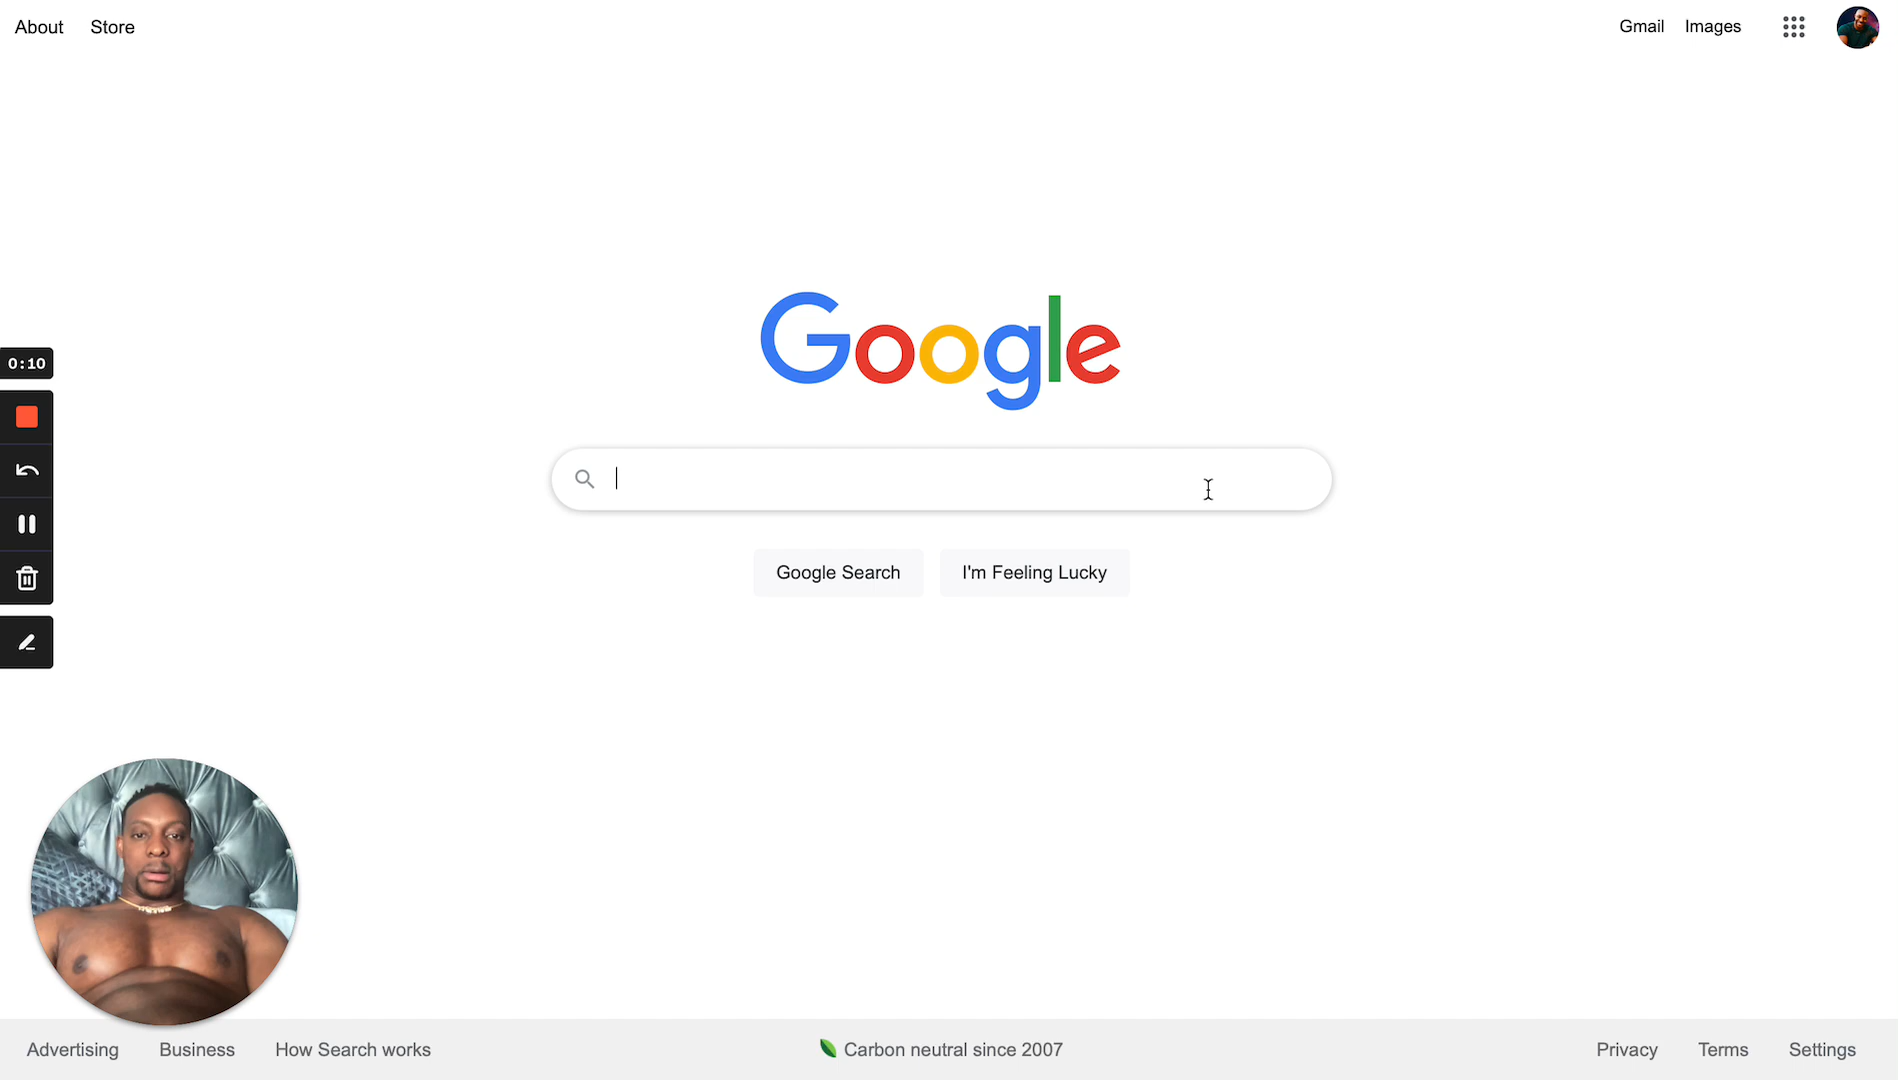 About Store
Gmail Images
Google
0:10
Google Search I'm Feeling Lucky
Advertising Business How Search works
Carbon neutral since 2007
Privacy Terms Settings